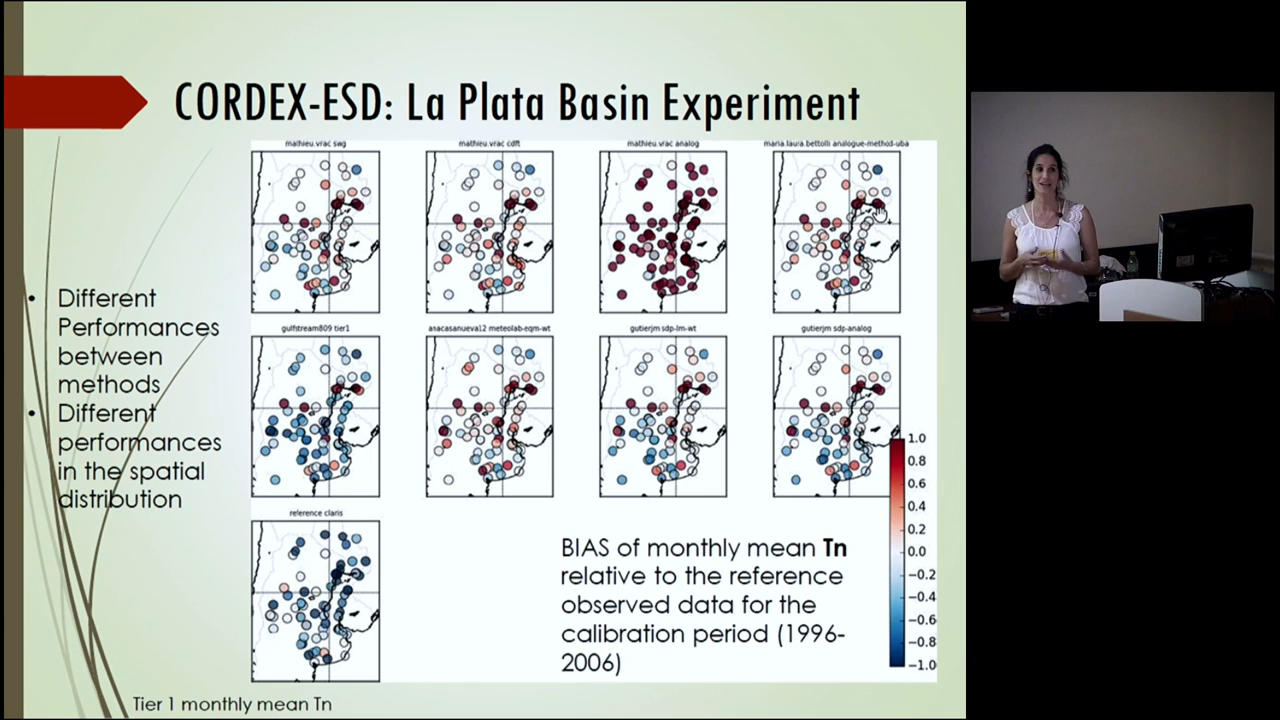 CORDEX-ESD: La Plata Basin Experiment
mathieu.vrac swg
mathieu.vrac cdft
mathieu.vrac analog
maria.laura.bettolli analogue-method-uba
gulfstream809 tier1
anacasanueva12 meteolab-eqm-wt
gutierjm sdp-lm-wt
gutierjm sdp-analog
reference claris
• Different
Performances
between
methods
• Different
performances
in the spatial
distribution
BIAS of monthly mean Tn
relative to the reference
observed data for the
calibration period (1996-
2006)
1.0
0.8
0.6
0.4
0.2
0.0
−0.2
−0.4
−0.6
−0.8
−1.0
Tier 1 monthly mean Tn